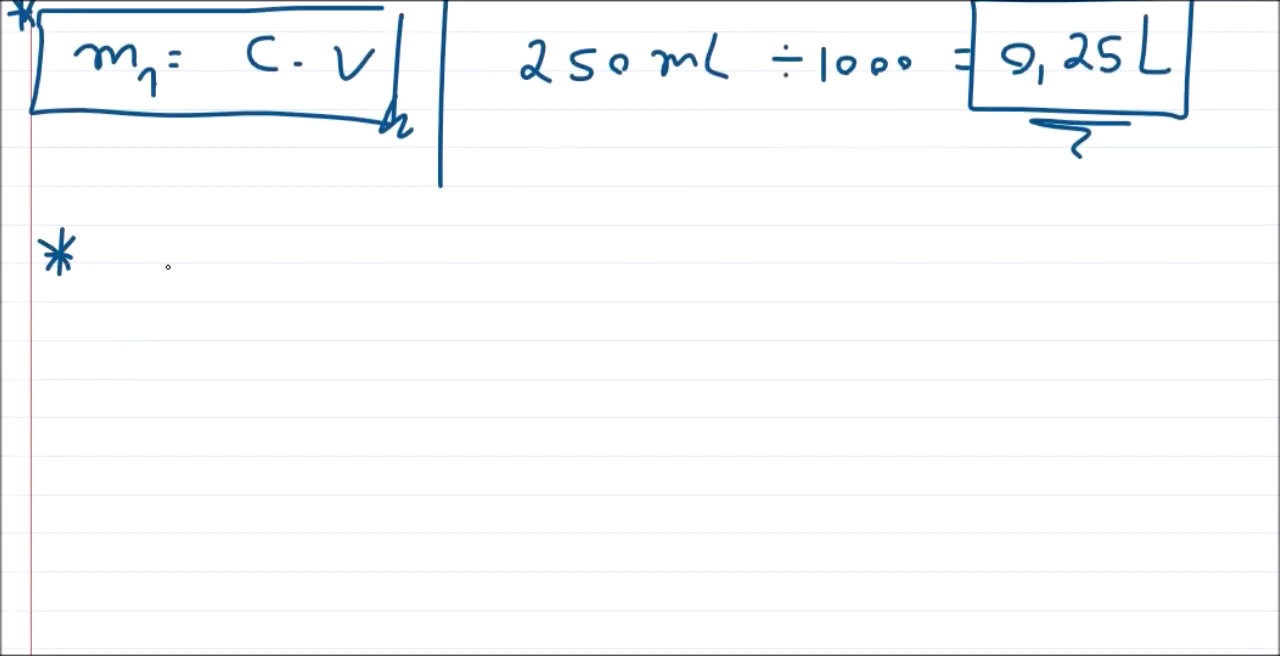 * m₁ = C . V
250 mL ÷ 1000 = 0,25 L
*